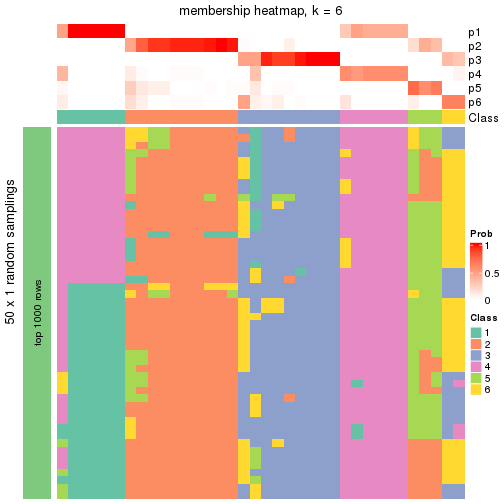 membership heatmap, k = 6
p1
p2
p3
p4
p5
p6
Class
50 x 1 random samplings
top 1000 rows
Prob
1
0.5
0
Class
1
2
3
4
5
6